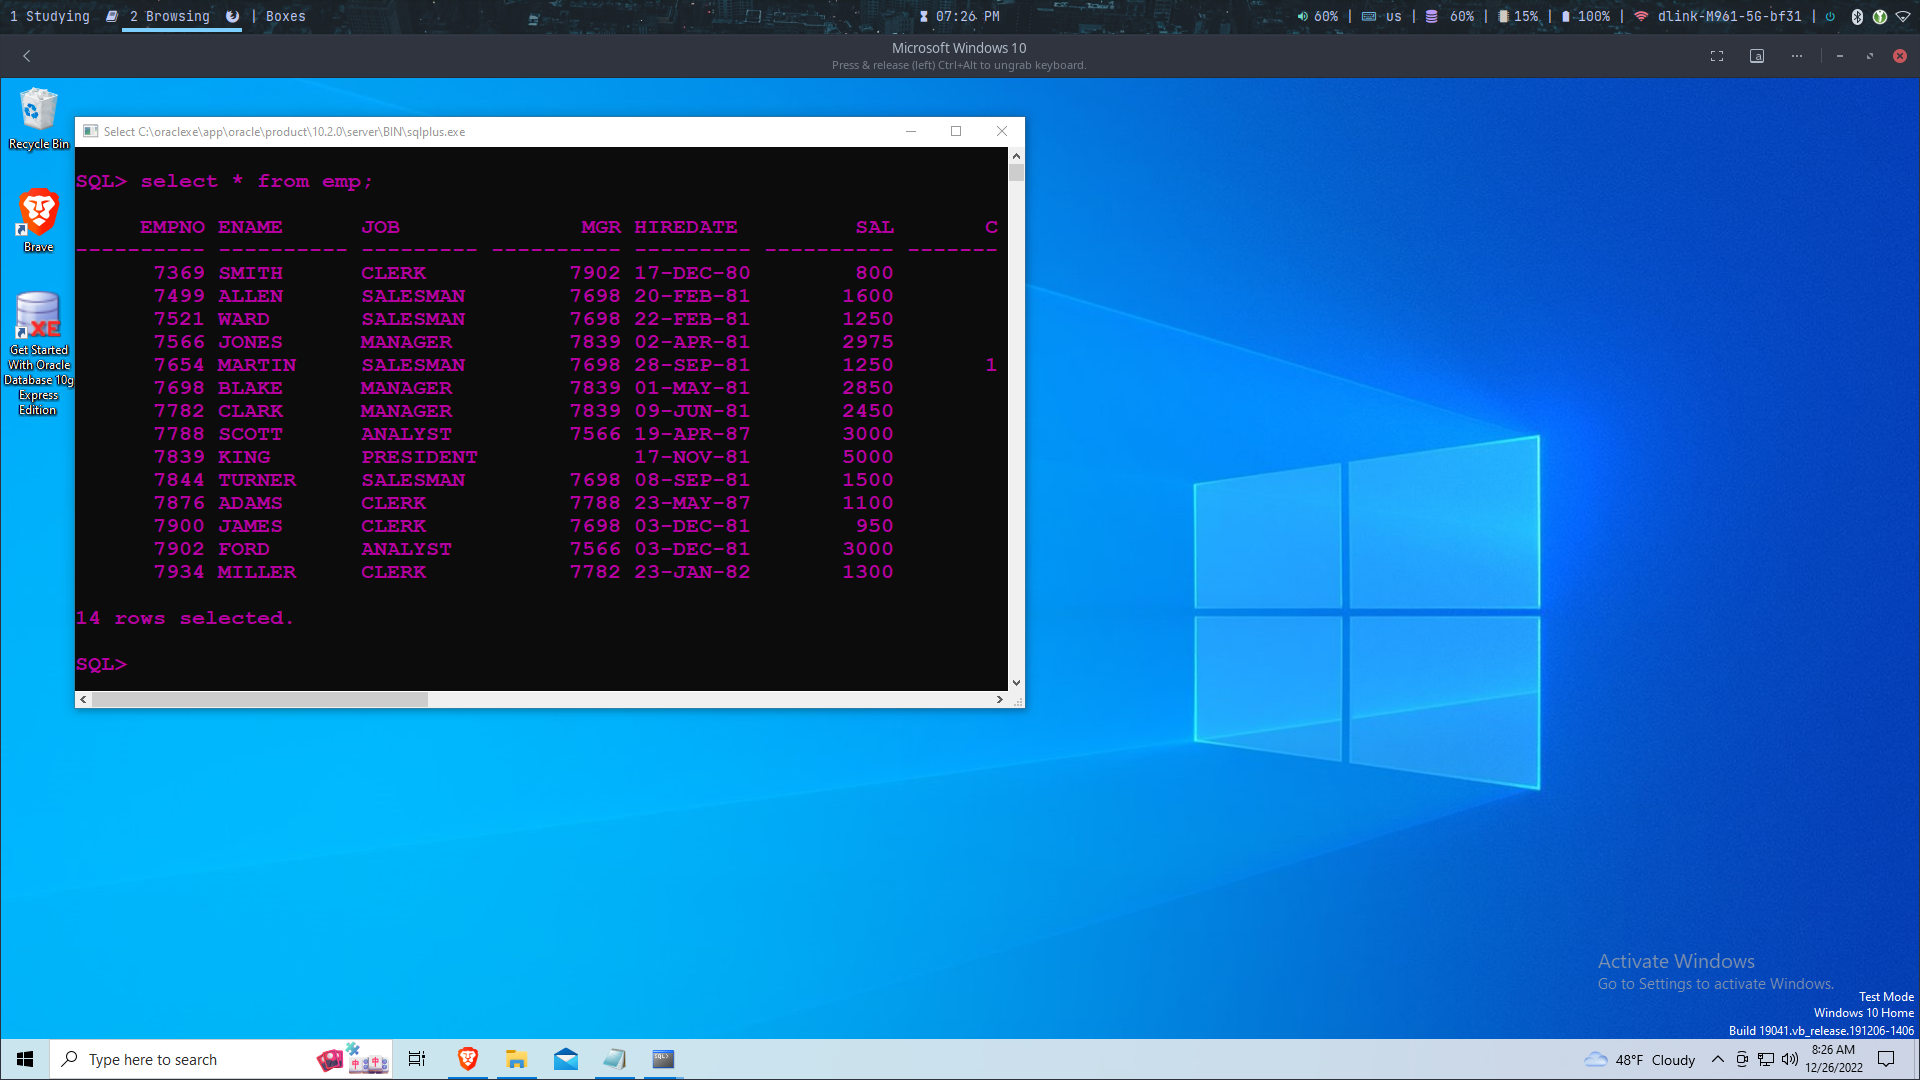 1 Studying 2 Browsing | Boxes 07:26 PM 60% | us | 60% | 15% | 100% | dlink-M961-5G-bf31 |
Microsoft Windows 10
Press & release (left) Ctrl+Alt to ungrab keyboard.
Recycle Bin
Brave
XE
Get Started
With Oracle
Database 10g
Express
Edition
Select C:\oraclexe\app\oracle\product\10.2.0\server\BIN\sqlplus.exe
SQL> select * from emp;
EMPNO ENAME JOB MGR HIREDATE SAL C
---------- ---------- --------- ---------- --------- ---------- -------
7369 SMITH CLERK 7902 17-DEC-80 800
7499 ALLEN SALESMAN 7698 20-FEB-81 1600
7521 WARD SALESMAN 7698 22-FEB-81 1250
7566 JONES MANAGER 7839 02-APR-81 2975
7654 MARTIN SALESMAN 7698 28-SEP-81 1250 1
7698 BLAKE MANAGER 7839 01-MAY-81 2850
7782 CLARK MANAGER 7839 09-JUN-81 2450
7788 SCOTT ANALYST 7566 19-APR-87 3000
7839 KING PRESIDENT 17-NOV-81 5000
7844 TURNER SALESMAN 7698 08-SEP-81 1500
7876 ADAMS CLERK 7788 23-MAY-87 1100
7900 JAMES CLERK 7698 03-DEC-81 950
7902 FORD ANALYST 7566 03-DEC-81 3000
7934 MILLER CLERK 7782 23-JAN-82 1300
14 rows selected.
SQL>
Activate Windows
Go to Settings to activate Windows.
Test Mode
Windows 10 Home
Build 19041.vb_release.191206-1406
Type here to search
48°F Cloudy
8:26 AM
12/26/2022